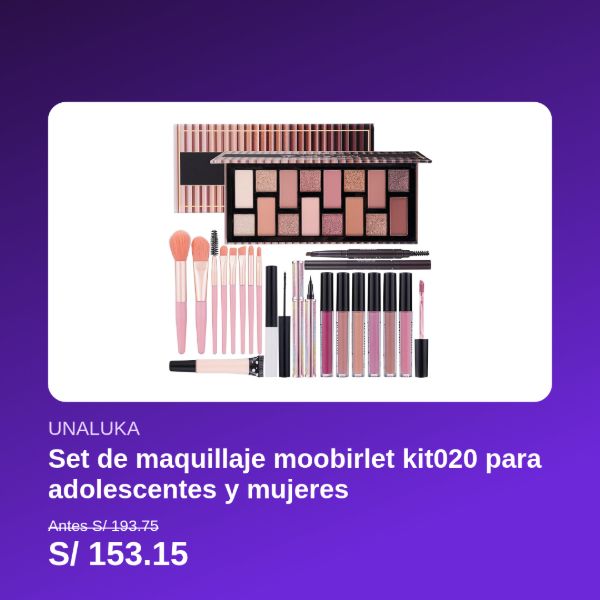 UNALUKA
Set de maquillaje moobirlet kit020 para
adolescentes y mujeres
Antes S/ 193.75
S/ 153.15